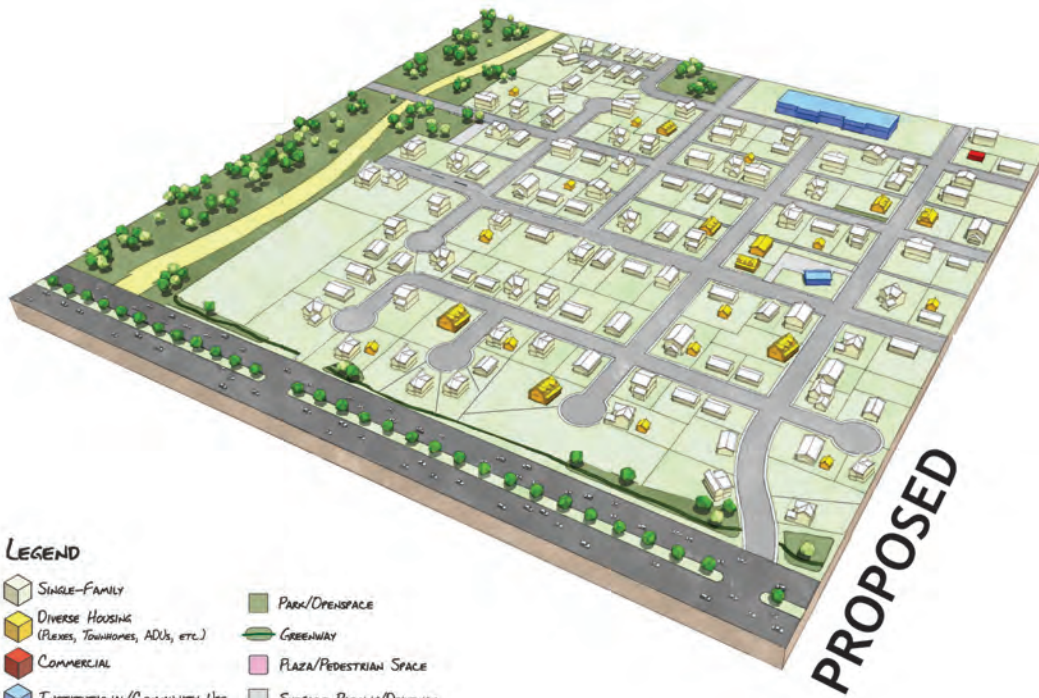 PROPOSED
LEGEND
SINGLE-FAMILY
DIVERSE HOUSING
(PLEXES, TOWNHOMES, ADUs, ETC.)
COMMERCIAL
PARK/OPENSPACE
GREENWAY
PLAZA/PEDESTRIAN SPACE